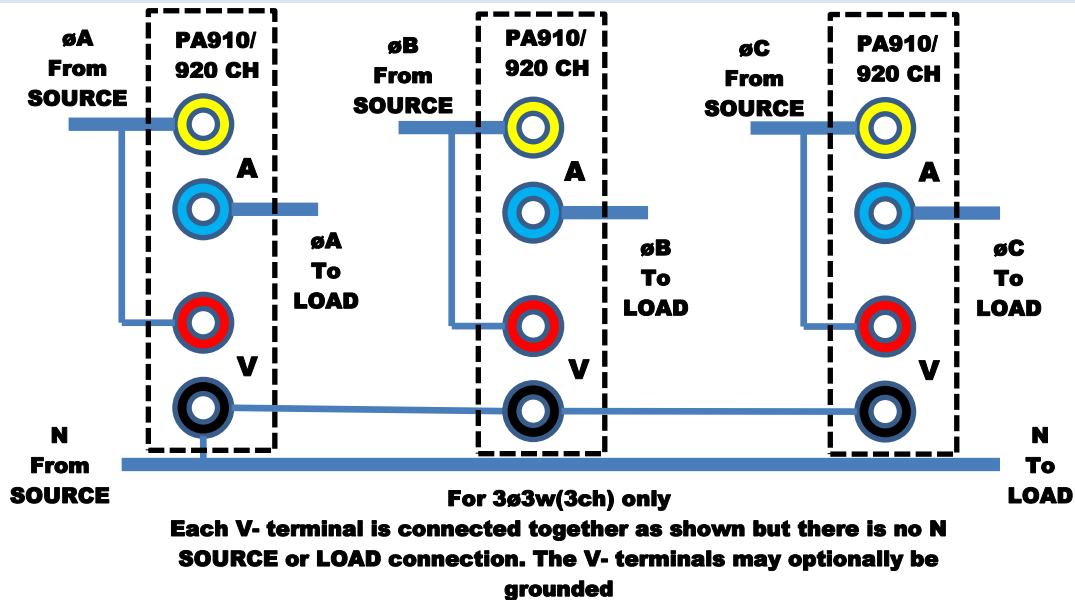 øA
From
SOURCE
PA910/
920 CH
A
øA
To
LOAD
V
øB
From
SOURCE
PA910/
920 CH
A
øB
To
LOAD
V
øC
From
SOURCE
PA910/
920 CH
A
øC
To
LOAD
V
N
From
SOURCE
N
To
LOAD
For 3ø3w(3ch) only
Each V- terminal is connected together as shown but there is no N
SOURCE or LOAD connection. The V- terminals may optionally be
grounded